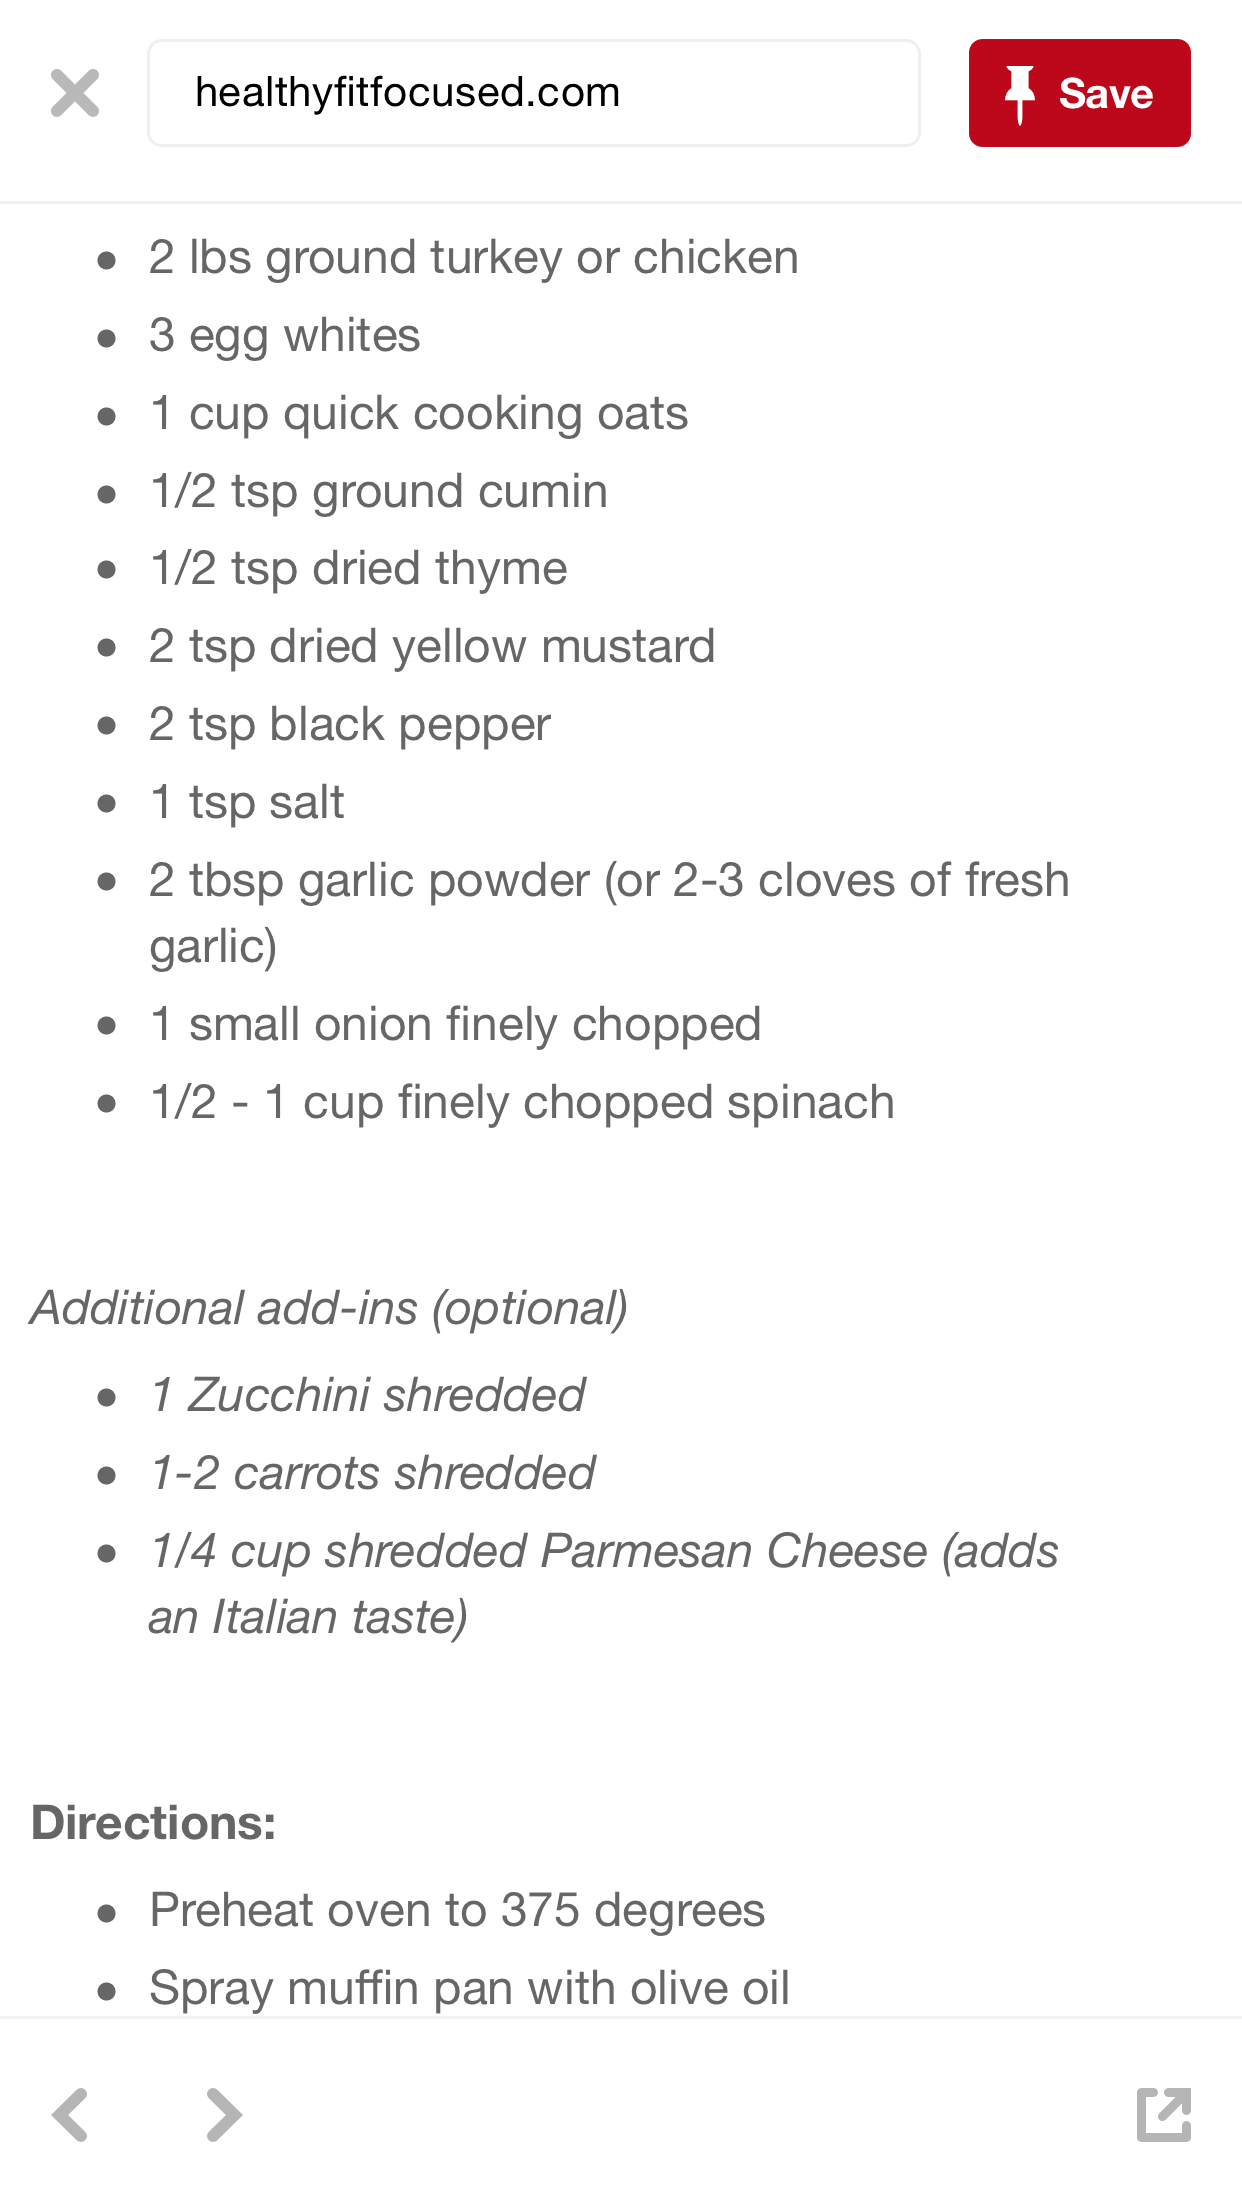 healthyfitfocused.com
Save
2 lbs ground turkey or chicken
3 egg whites
1 cup quick cooking oats
1/2 tsp ground cumin
1/2 tsp dried thyme
2 tsp dried yellow mustard
2 tsp black pepper
1 tsp salt
2 tbsp garlic powder (or 2-3 cloves of fresh
garlic)
1 small onion finely chopped
1/2 - 1 cup finely chopped spinach
Additional add-ins (optional)
1 Zucchini shredded
1-2 carrots shredded
1/4 cup shredded Parmesan Cheese (adds
an Italian taste)
Directions:
Preheat oven to 375 degrees
Spray muffin pan with olive oil